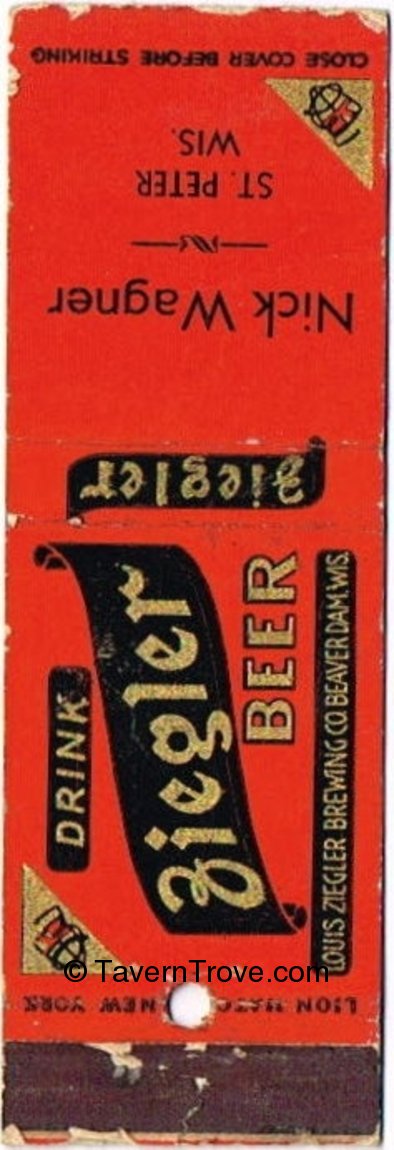 CLOSE COVER BEFORE STRIKING
ST. PETER
WIS.
Nick Wagner
Ziegler
DRINK
Ziegler
BEER
LOUIS ZIEGLER BREWING CO. BEAVER DAM, WIS.
© TavernTrove.com
LION NEW YORK